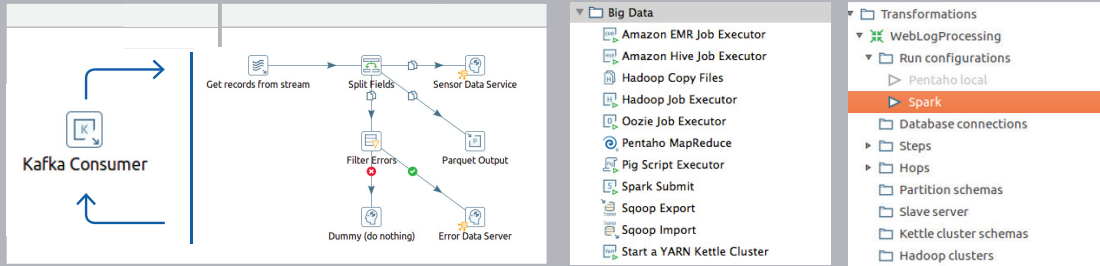 Kafka Consumer
Get records from stream
Split Fields
Sensor Data Service
Filter Errors
Parquet Output
Dummy (do nothing)
Error Data Server
Big Data
Amazon EMR Job Executor
Amazon Hive Job Executor
Hadoop Copy Files
Hadoop Job Executor
Oozie Job Executor
Pentaho MapReduce
Pig Script Executor
Spark Submit
Sqoop Export
Sqoop Import
Start a YARN Kettle Cluster
Transformations
WebLogProcessing
Run configurations
Pentaho local
Spark
Database connections
Steps
Hops
Partition schemas
Slave server
Kettle cluster schemas
Hadoop clusters